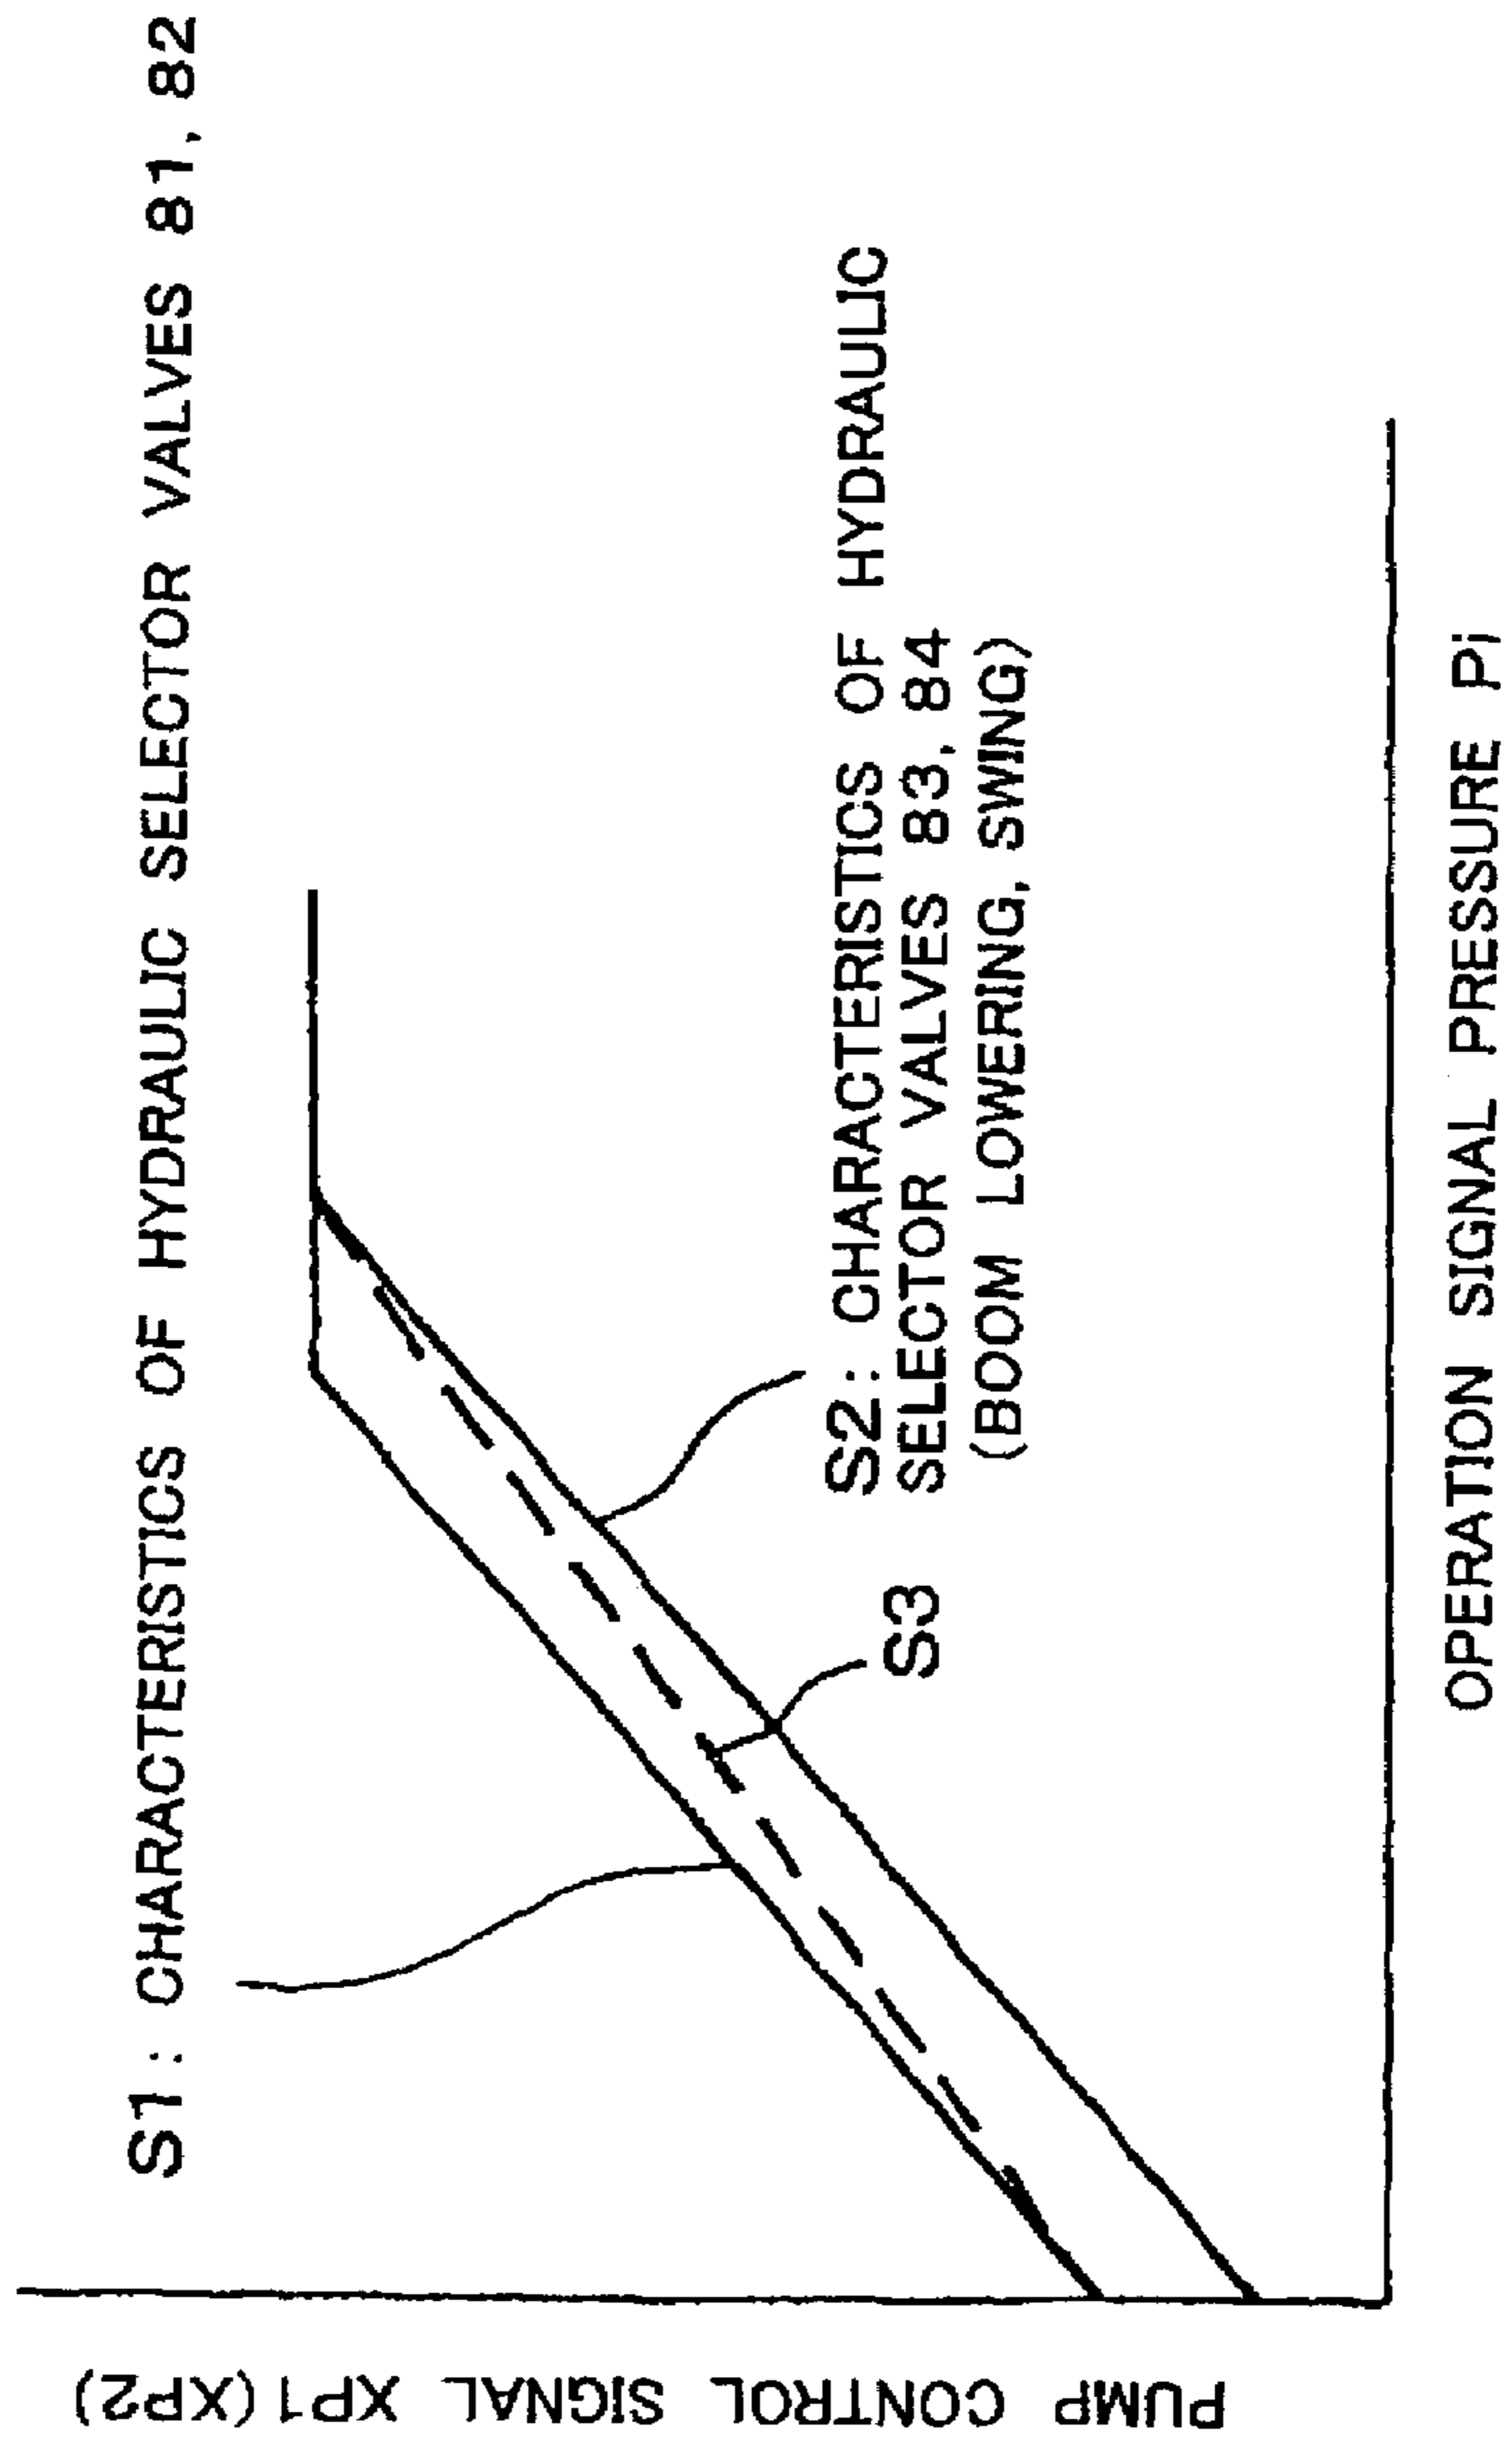 S1: CHARACTERISTICS OF HYDRAULIC SELECTOR VALVES 81, 82
S2: CHARACTERISTICS OF HYDRAULIC
SELECTOR VALVES 83, 84
(BOOM LOWERING, SWING)
S3
PUMP CONTROL SIGNAL XP1(XP2)
OPERATION SIGNAL PRESSURE Pi